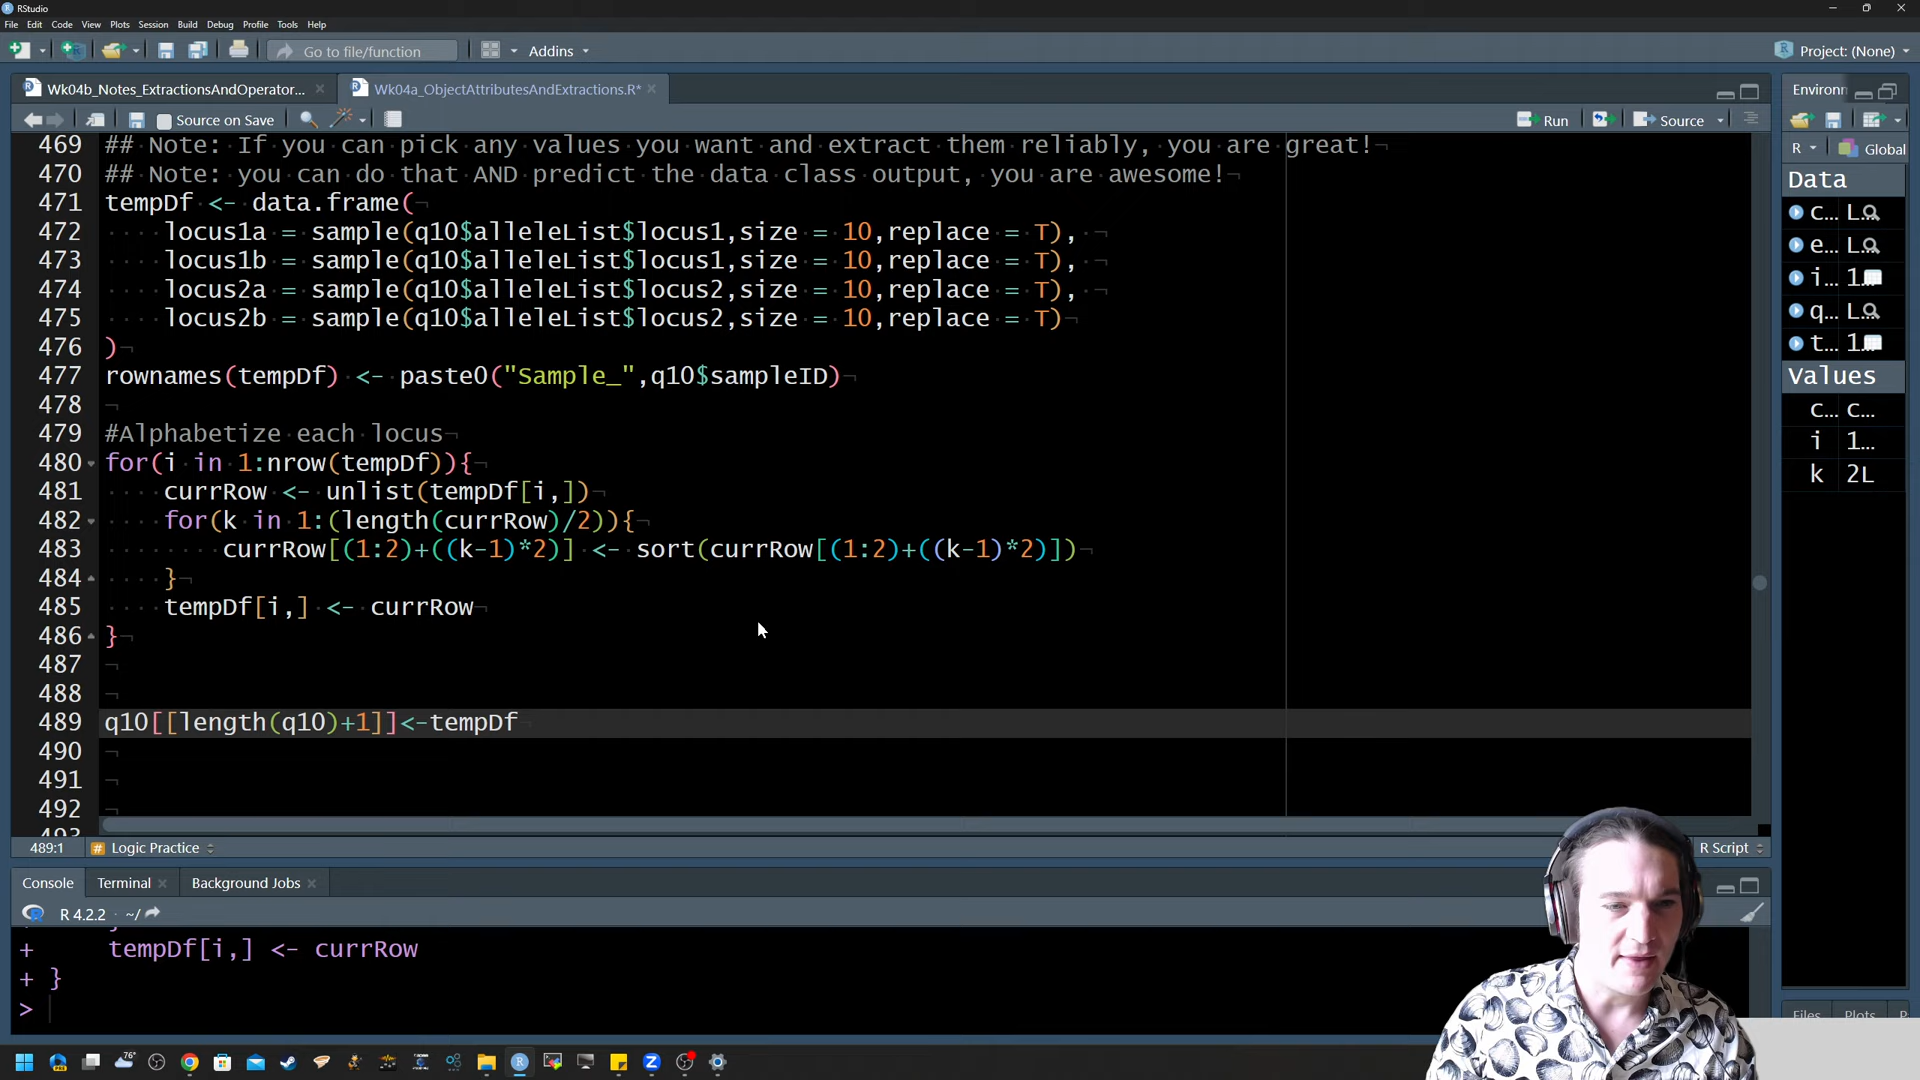 RStudio
File Edit Code View Plots Session Build Debug Profile Tools Help
Go to file/function Addins Project: (None)
Wk04b_Notes_ExtractionsAndOperator... Wk04a_ObjectAttributesAndExtractions.R* Environ
Source on Save Run Source
469 ## Note: If you can pick any values you want and extract them reliably, you are great!
470 ## Note: you can do that AND predict the data class output, you are awesome!
471 tempDf <- data.frame(
472 locus1a = sample(q10$alleleList$locus1,size = 10,replace = T),
473 locus1b = sample(q10$alleleList$locus1,size = 10,replace = T),
474 locus2a = sample(q10$alleleList$locus2,size = 10,replace = T),
475 locus2b = sample(q10$alleleList$locus2,size = 10,replace = T)
476 )
477 rownames(tempDf) <- paste0("Sample_",q10$sampleID)
478
479 #Alphabetize each locus
480 for(i in 1:nrow(tempDf)){
481 currRow <- unlist(tempDf[i,])
482 for(k in 1:(length(currRow)/2)){
483 currRow[(1:2)+((k-1)*2)] <- sort(currRow[(1:2)+((k-1)*2)])
484 }
485 tempDf[i,] <- currRow
486 }
487
488
489 q10[[length(q10)+1]]<-tempDf
490
491
492
489:1 # Logic Practice R Script
Console Terminal Background Jobs
R 4.2.2 · ~/
+ tempDf[i,] <- currRow
+ }
>
R Global
Data
c... L...
e... L...
i... 1...
q... L...
t... 1...
Values
c... c...
i 1...
k 2L
Files Plots
76°